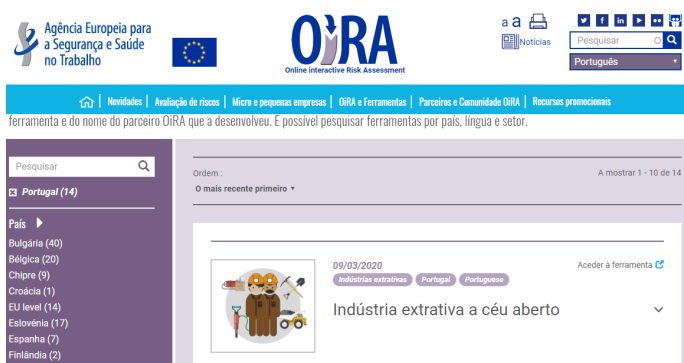 Agência Europeia para
a Segurança e Saúde
no Trabalho
OiRA
Online interactive Risk Assessment
a a
Notícias
Pesquisar
Português
Novidades | Avaliação de riscos | Micro e pequenas empresas | OiRA e Ferramentas | Parceiros e Comunidade OiRA | Recursos promocionais
ferramenta e do nome do parceiro OiRA que a desenvolveu. É possível pesquisar ferramentas por país, língua e setor.
Pesquisar
Portugal (14)
País
Bulgária (40)
Bélgica (20)
Chipre (9)
Croácia (1)
EU level (14)
Eslovénia (17)
Espanha (7)
Finlândia (2)
Ordem :
O mais recente primeiro
A mostrar 1 - 10 de 14
09/03/2020
Aceder à ferramenta
Indústrias extrativas Portugal Portuguese
Indústria extrativa a céu aberto